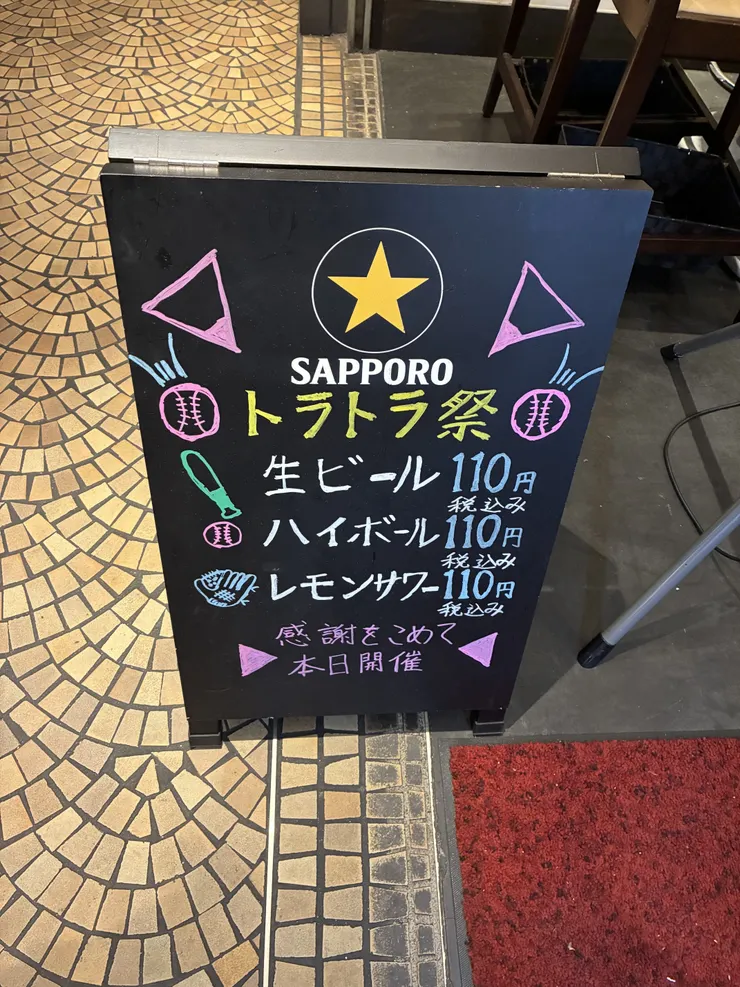 SAPPORO
トラトラ祭
生ビール 110円
税込み
ハイボール 110円
税込み
レモンサワー 110円
税込み
感謝をこめて
本日開催